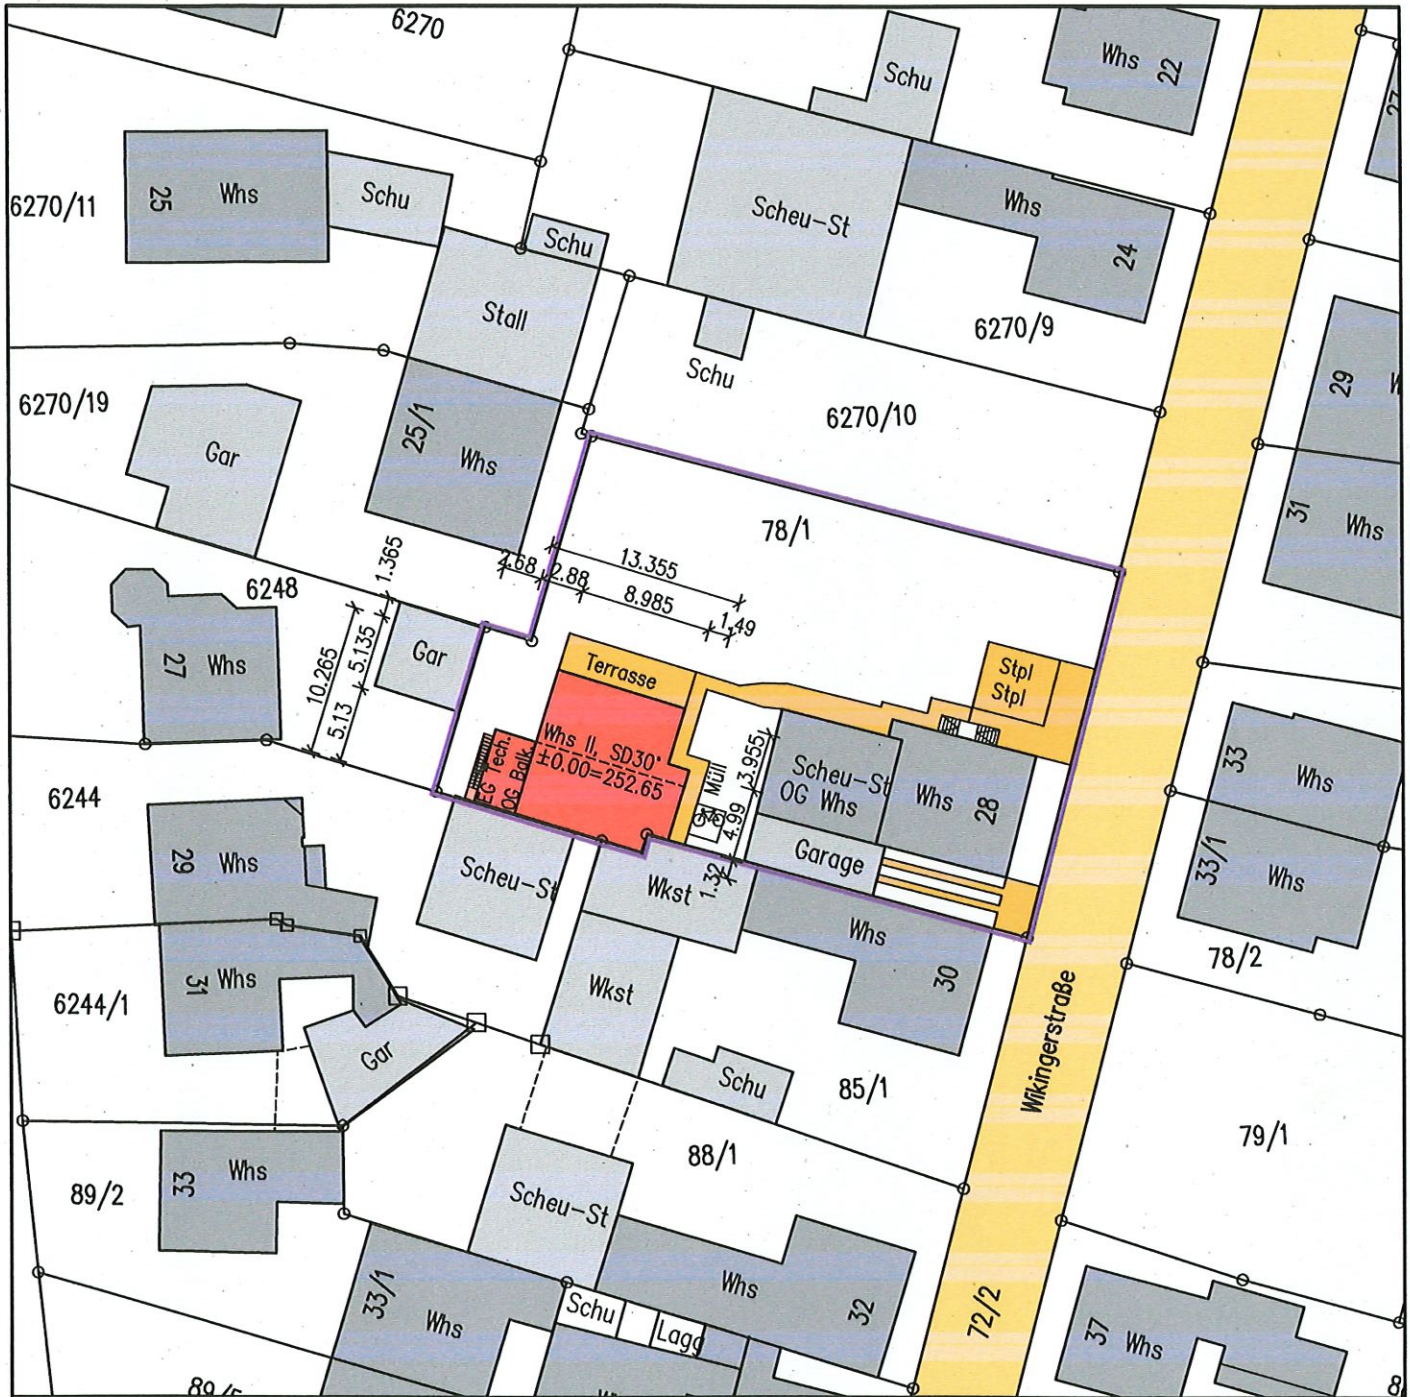 6270
Whs
22
27
Schu
6270/11
25
Whs
Schu
Scheu-St
Whs
24
Schu
Stall
6270/9
Schu
29
6270/19
25/1
Whs
Gar
6270/10
31
Whs
78/1
1.365
13.355
2.68
2.88
8.985
1.49
6248
10.265
5.135
5.13
Gar
27
Whs
Terrasse
Stpl
Stpl
Whs II, SD30°
±0.00=252.65
EG Tech.
OG Balk.
Müll
3.955
4.99
1.32
Scheu-St
OG Whs
Whs
28
Garage
33
Whs
6244
29
Whs
Scheu-St
Wkst
Whs
30
33/1
Whs
78/2
31
Whs
6244/1
Wkst
Gar
Schu
85/1
Wikingerstraße
79/1
88/1
33
Whs
89/2
Scheu-St
33/1
Whs
Schu
Lagg
Whs
32
72/2
37
Whs